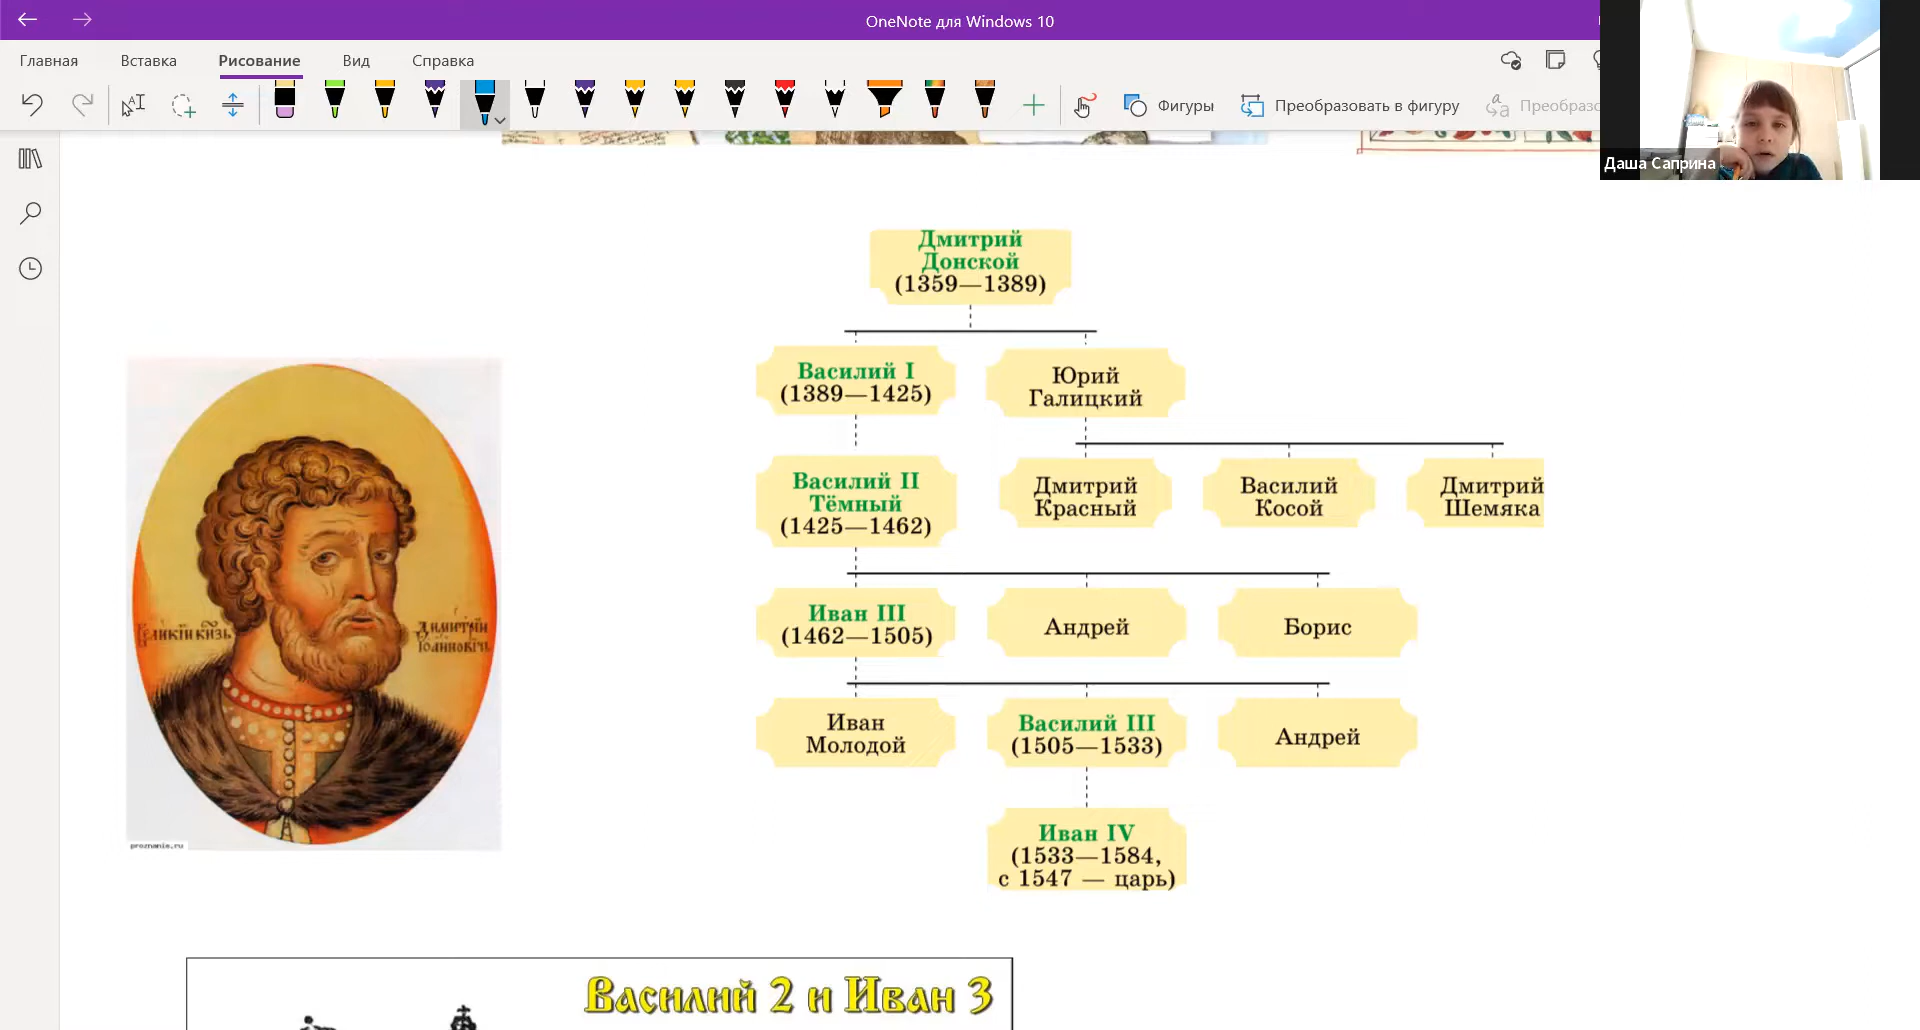 OneNote для Windows 10
Главная Вставка Рисование Вид Справка
Фигуры Преобразовать в фигуру Преобразо
Даша Саприна
Дмитрий
Донской
(1359—1389)
Василий I
(1389—1425)
Юрий
Галицкий
Василий II
Тёмный
(1425—1462)
Дмитрий
Красный
Василий
Косой
Дмитрий
Шемяка
Иван III
(1462—1505)
Андрей
Борис
Иван
Молодой
Василий III
(1505—1533)
Андрей
Иван IV
(1533—1584,
с 1547 — царь)
proznanie.ru
Василий 2 и Иван 3